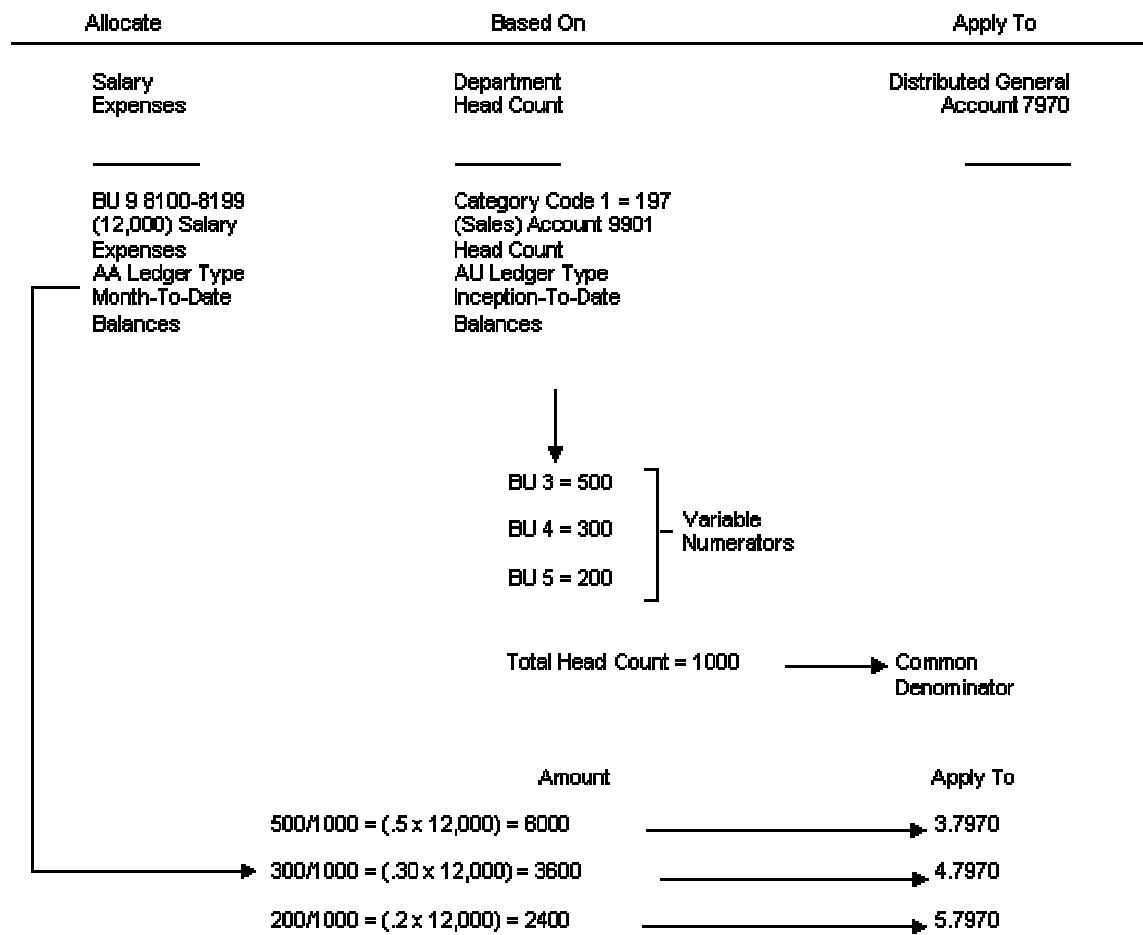 Allocate Based On Apply To
Salary
Expenses
Department
Head Count
Distributed General
Account 7970
BU 9 8100-8199
(12,000) Salary
Expenses
AA Ledger Type
Month-To-Date
Balances
Category Code 1 = 197
(Sales) Account 9901
Head Count
AU Ledger Type
Inception-To-Date
Balances
BU 3 = 500
BU 4 = 300
BU 5 = 200
Variable
Numerators
Total Head Count = 1000
Common
Denominator
Amount Apply To
500/1000 = (.5 x 12,000) = 6000 3.7970
300/1000 = (.30 x 12,000) = 3600 4.7970
200/1000 = (.2 x 12,000) = 2400 5.7970